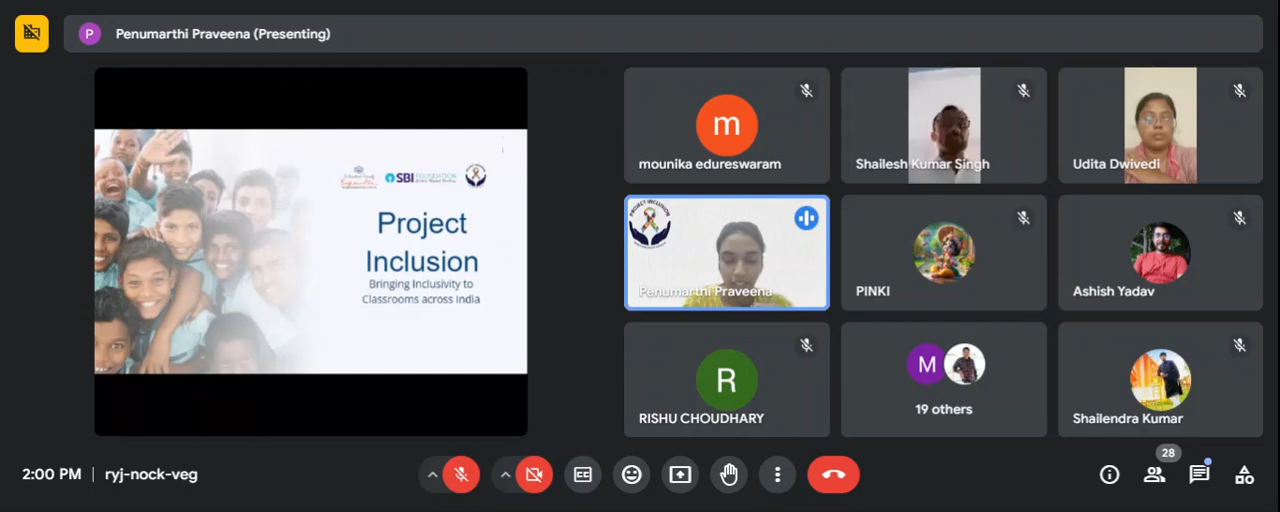 P
Penumarthi Praveena (Presenting)
SBI FOUNDATION
Project
Inclusion
Bringing Inclusivity to
Classrooms across India
m
mounika edureswaram
Shailesh Kumar Singh
Udita Dwivedi
PROJECT INCLUSION
Penumarthi Praveena
PINKI
Ashish Yadav
R
RISHU CHOUDHARY
M
19 others
Shailendra Kumar
2:00 PM
ryj-nock-veg
CC
28